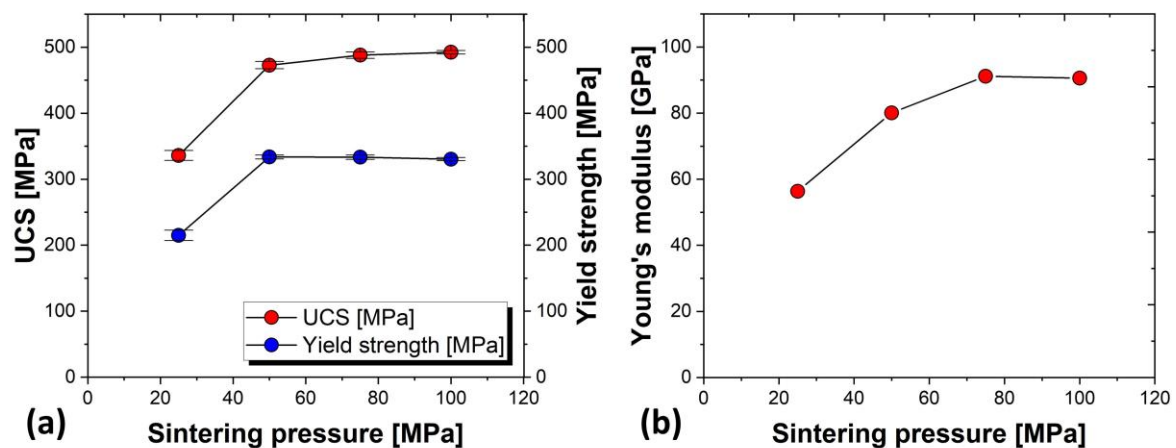 500
400
300
200
100
0
UCS [MPa]
500
400
300
200
100
0
Yield strength [MPa]
UCS [MPa]
Yield strength [MPa]
0 20 40 60 80 100 120
Sintering pressure [MPa]
(a)
100
80
60
40
20
0
Young's modulus [GPa]
0 20 40 60 80 100 120
Sintering pressure [MPa]
(b)